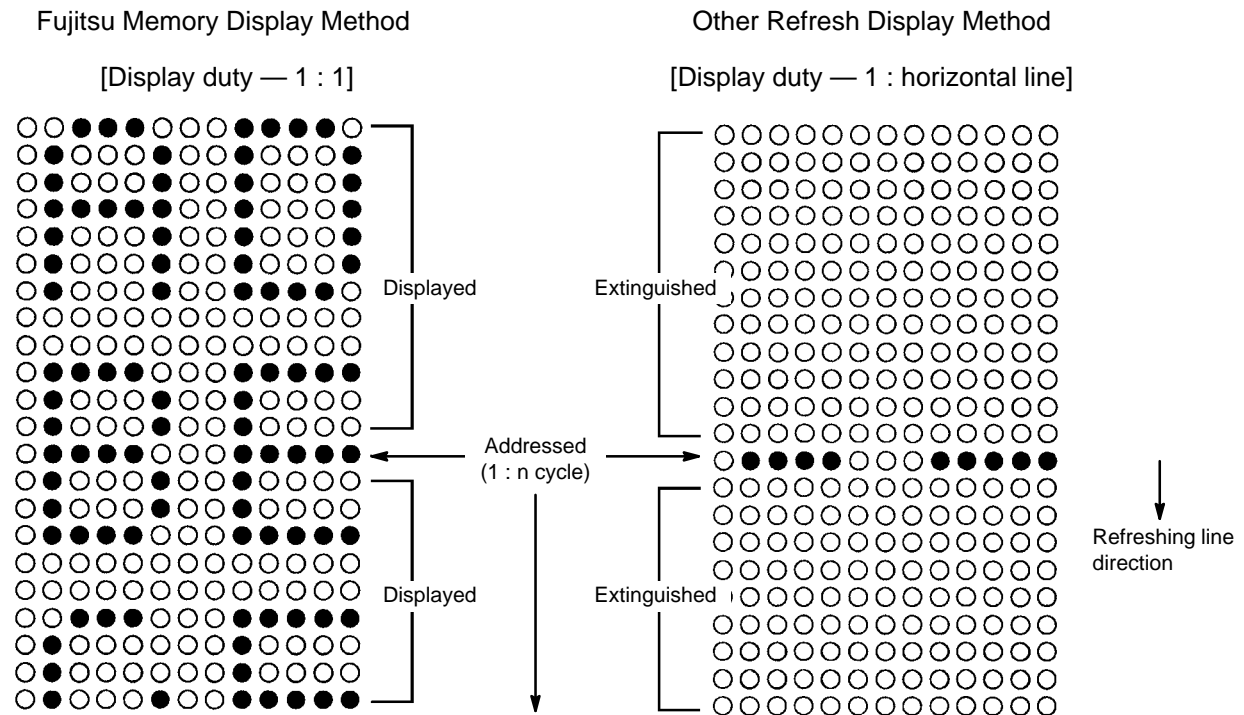 Fujitsu Memory Display Method
[Display duty — 1 : 1]
Displayed
Displayed
Addressed
(1 : n cycle)
Other Refresh Display Method
[Display duty — 1 : horizontal line]
Extinguished
Extinguished
Refreshing line
direction